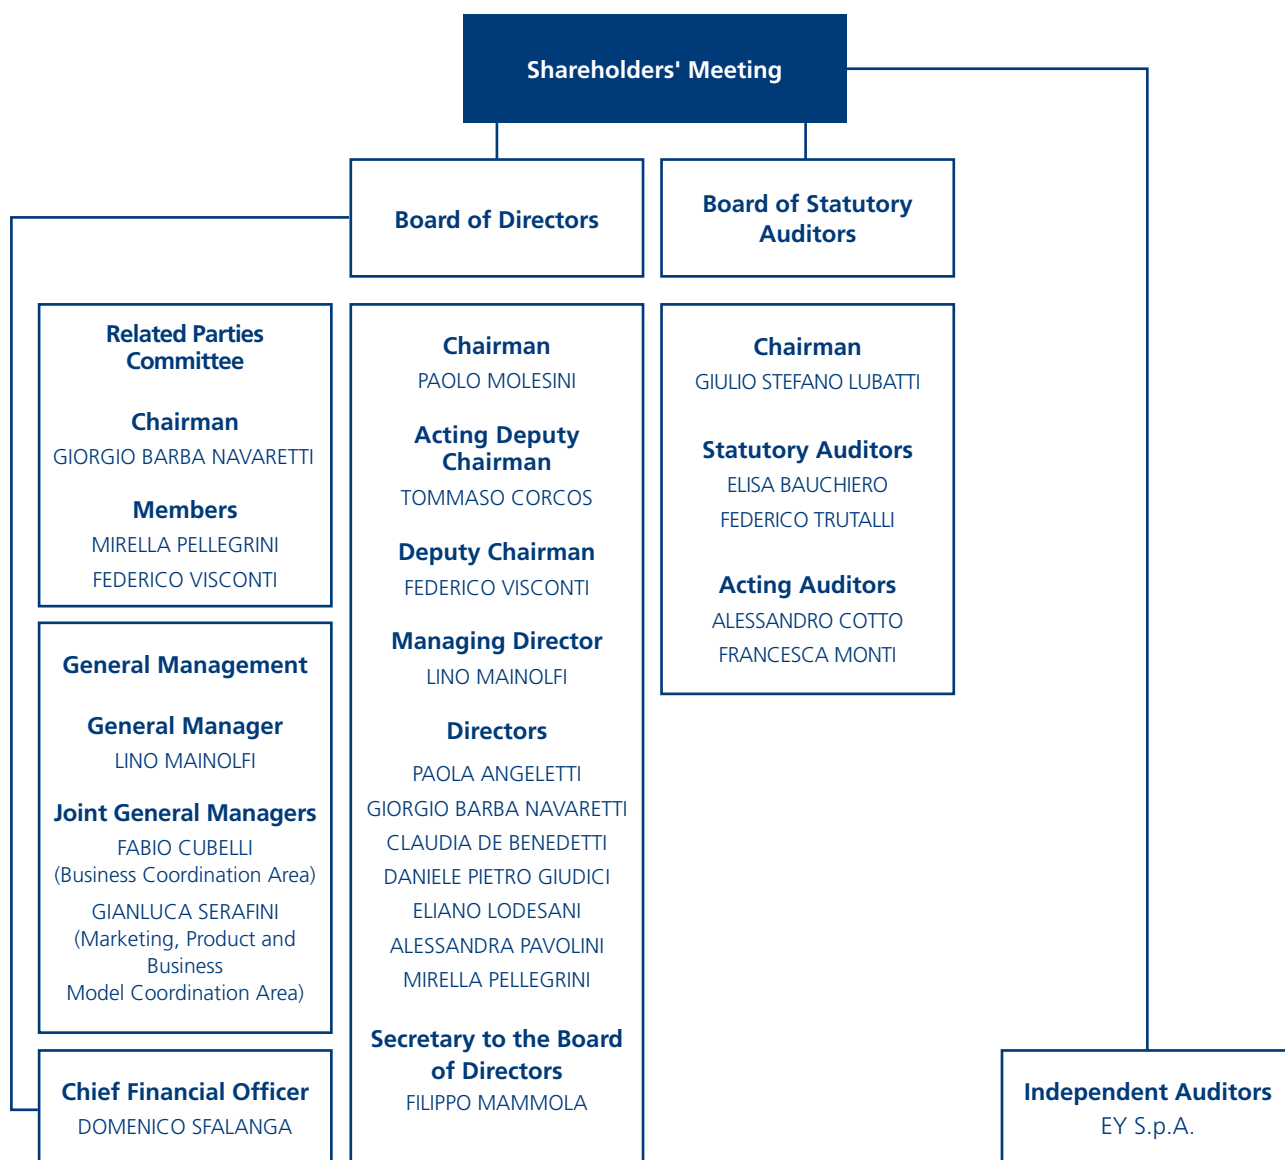 Shareholders' Meeting
Board of Directors
Board of Statutory
Auditors
Related Parties
Committee
Chairman
GIORGIO BARBA NAVARETTI
Members
MIRELLA PELLEGRINI
FEDERICO VISCONTI
General Management
General Manager
LINO MAINOLFI
Joint General Managers
FABIO CUBELLI
(Business Coordination Area)
GIANLUCA SERAFINI
(Marketing, Product and
Business
Model Coordination Area)
Chief Financial Officer
DOMENICO SFALANGA
Chairman
PAOLO MOLESINI
Acting Deputy
Chairman
TOMMASO CORCOS
Deputy Chairman
FEDERICO VISCONTI
Managing Director
LINO MAINOLFI
Directors
PAOLA ANGELETTI
GIORGIO BARBA NAVARETTI
CLAUDIA DE BENEDETTI
DANIELE PIETRO GIUDICI
ELIANO LODESANI
ALESSANDRA PAVOLINI
MIRELLA PELLEGRINI
Secretary to the Board
of Directors
FILIPPO MAMMOLA
Chairman
GIULIO STEFANO LUBATTI
Statutory Auditors
ELISA BAUCHIERO
FEDERICO TRUTALLI
Acting Auditors
ALESSANDRO COTTO
FRANCESCA MONTI
Independent Auditors
EY S.p.A.